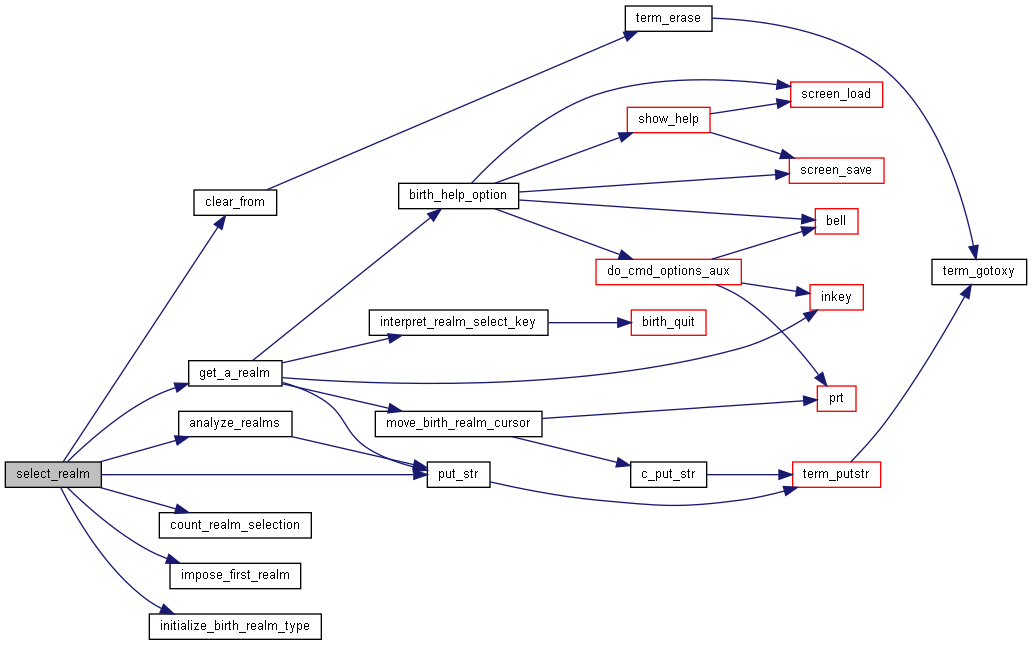 term_erase
screen_load
show_help
screen_save
birth_help_option
clear_from
bell
do_cmd_options_aux
term_gotoxy
inkey
interpret_realm_select_key
birth_quit
get_a_realm
prt
analyze_realms
move_birth_realm_cursor
select_realm
put_str
c_put_str
term_putstr
count_realm_selection
impose_first_realm
initialize_birth_realm_type